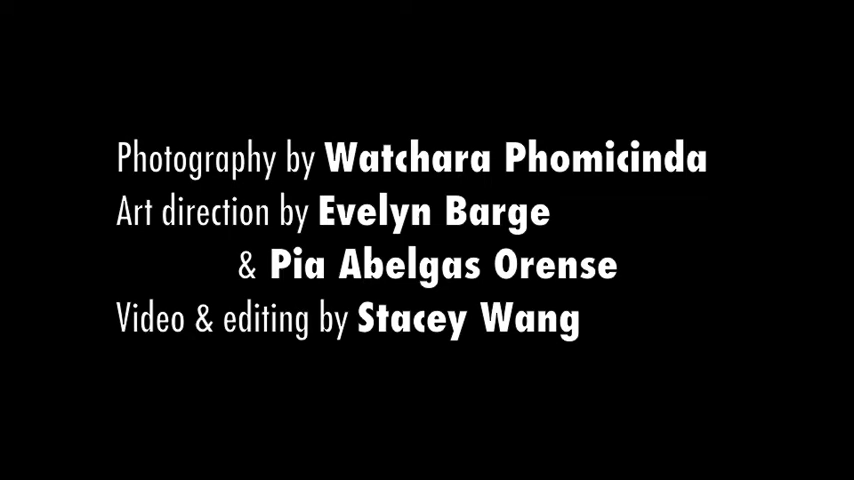 Photography by Watchara Phomicinda
Art direction by Evelyn Barge
& Pia Abelgas Orense
Video & editing by Stacey Wang